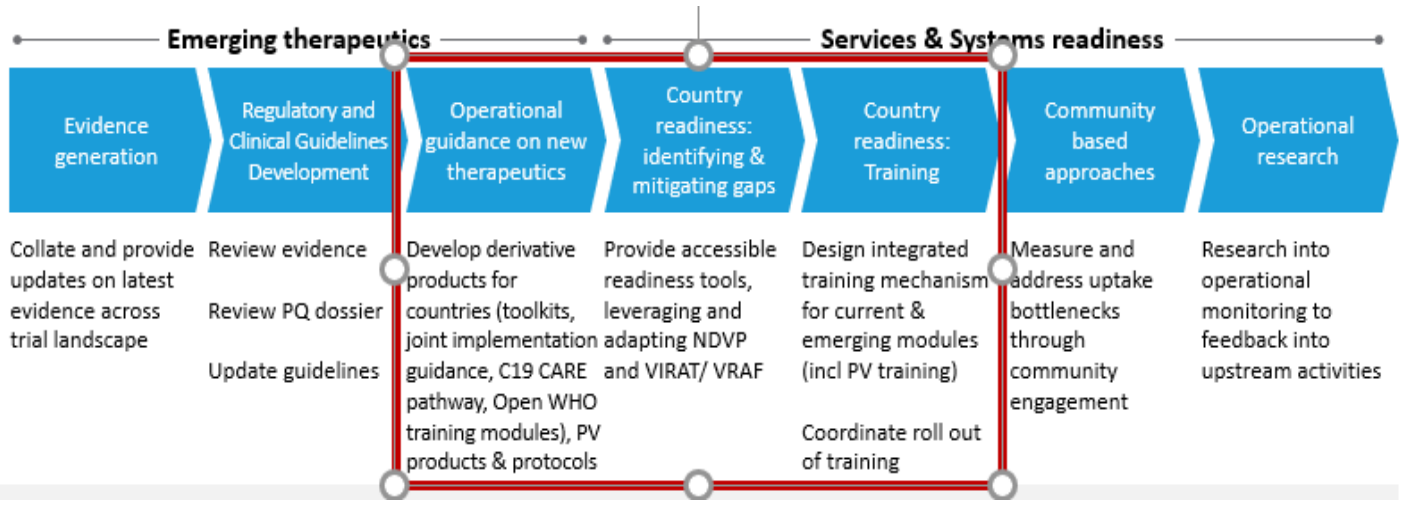 Emerging therapeutics
Services & Systems readiness
Evidence
generation
Regulatory and
Clinical Guidelines
Development
Operational
guidance on new
therapeutics
Country
readiness:
identifying &
mitigating gaps
Country
readiness:
Training
Community
based
approaches
Operational
research
Collate and provide
updates on latest
evidence across
trial landscape
Review evidence
Review PQ dossier
Update guidelines
Develop derivative
products for
countries (toolkits,
joint implementation
guidance, C19 CARE
pathway, Open WHO
training modules), PV
products & protocols
Provide accessible
readiness tools,
leveraging and
adapting NDVP
and VIRAT/ VRAF
Design integrated
training mechanism
for current &
emerging modules
(incl PV training)
Coordinate roll out
of training
Measure and
address uptake
bottlenecks
through
community
engagement
Research into
operational
monitoring to
feedback into
upstream activities